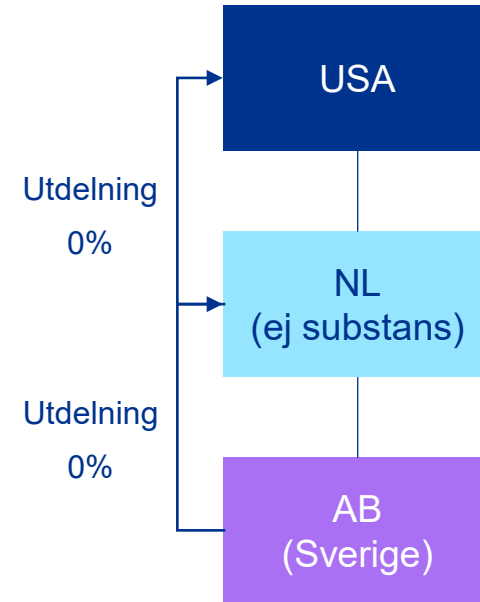 USA
Utdelning
0%
NL
(ej substans)
Utdelning
0%
AB
(Sverige)